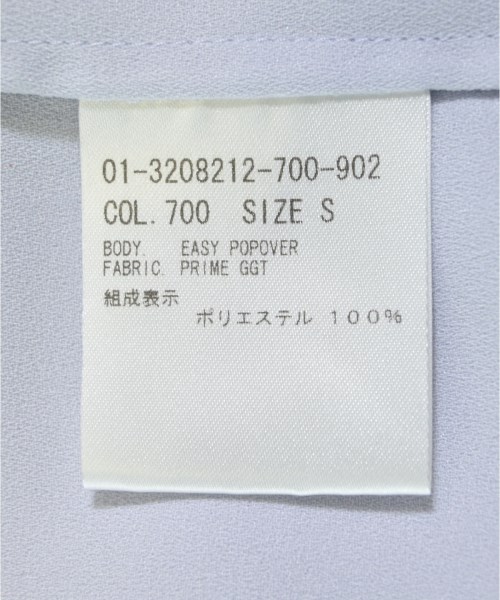 01-3208212-700-902
COL. 700 SIZE S
BODY. EASY POPOVER
FABRIC. PRIME GGT
組成表示
ポリエステル 100%